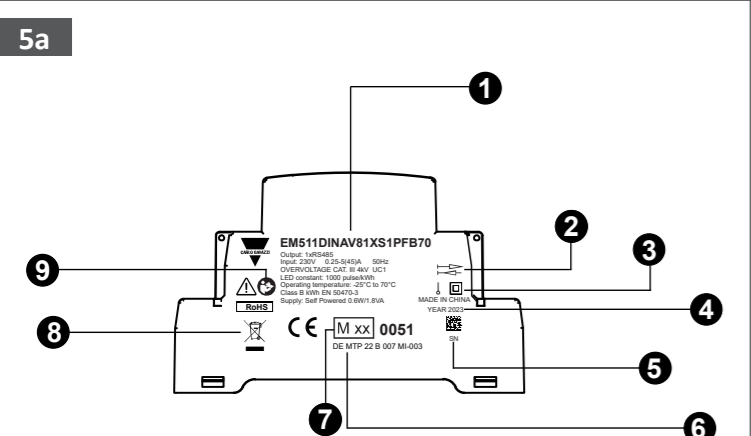 5a
1
2
3
4
5
6
7
8
9
CARLO GAVAZZI
EM511DINAV81XS1PFB70
Output: 1xRS485
Input: 230V 0.25-5(45)A 50Hz
OVERVOLTAGE CAT. III 4kV UC1
LED constant: 1000 pulse/kWh
Operating temperature: -25°C to 70°C
Class B kWh EN 50470-3
Supply: Self Powered 0.6W/1.8VA
RoHS
CE
M xx 0051
DE MTP 22 B 007 MI-003
MADE IN CHINA
YEAR 2023
SN